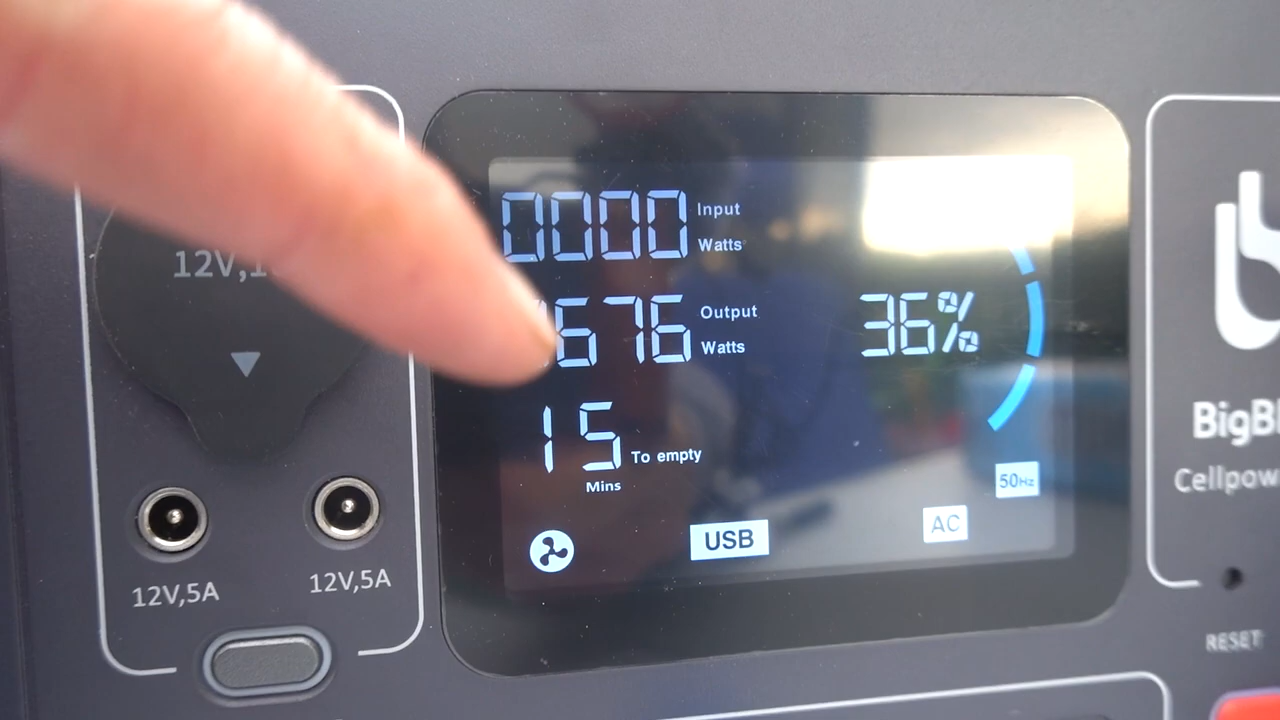 12V,1
0000 Input Watts
676 Output Watts
36%
15 Mins To empty
50Hz
USB
AC
12V,5A
12V,5A
BigBl
Cellpow
RESET